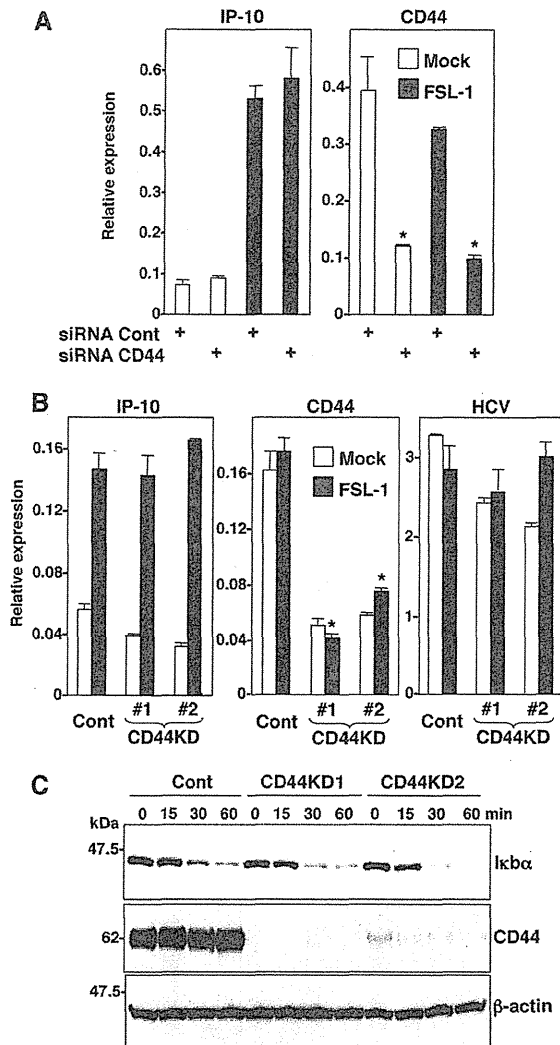 A
IP-10
CD44
Relative expression
0.6
0.5
0.4
0.3
0.2
0.1
0
0.4
0.3
0.2
0.1
0
Mock
FSL-1
*
*
siRNA Cont + +
siRNA CD44 + +
+ +
+ +
B
IP-10
CD44
HCV
Relative expression
0.16
0.12
0.08
0.04
0
0.16
0.12
0.08
0.04
0
3
2
1
0
Mock
FSL-1
*
*
Cont #1 #2
CD44KD
Cont #1 #2
CD44KD
Cont #1 #2
CD44KD
C
Cont CD44KD1 CD44KD2
0 15 30 60 0 15 30 60 0 15 30 60 min
kDa
47.5
Iκbα
62
CD44
47.5
β-actin